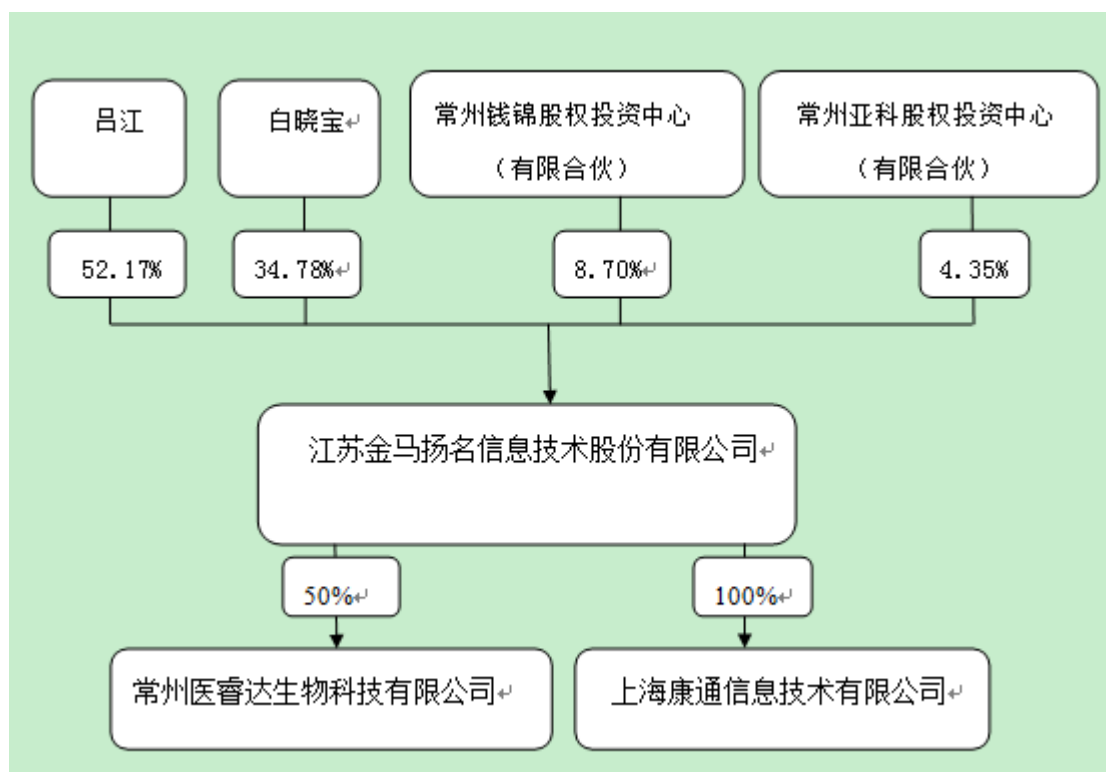 吕江
白晓宝
常州钱锦股权投资中心
（有限合伙）
常州亚科股权投资中心
（有限合伙）
52.17%
34.78%
8.70%
4.35%
江苏金马扬名信息技术股份有限公司
50%
100%
常州医睿达生物科技有限公司
上海康通信息技术有限公司